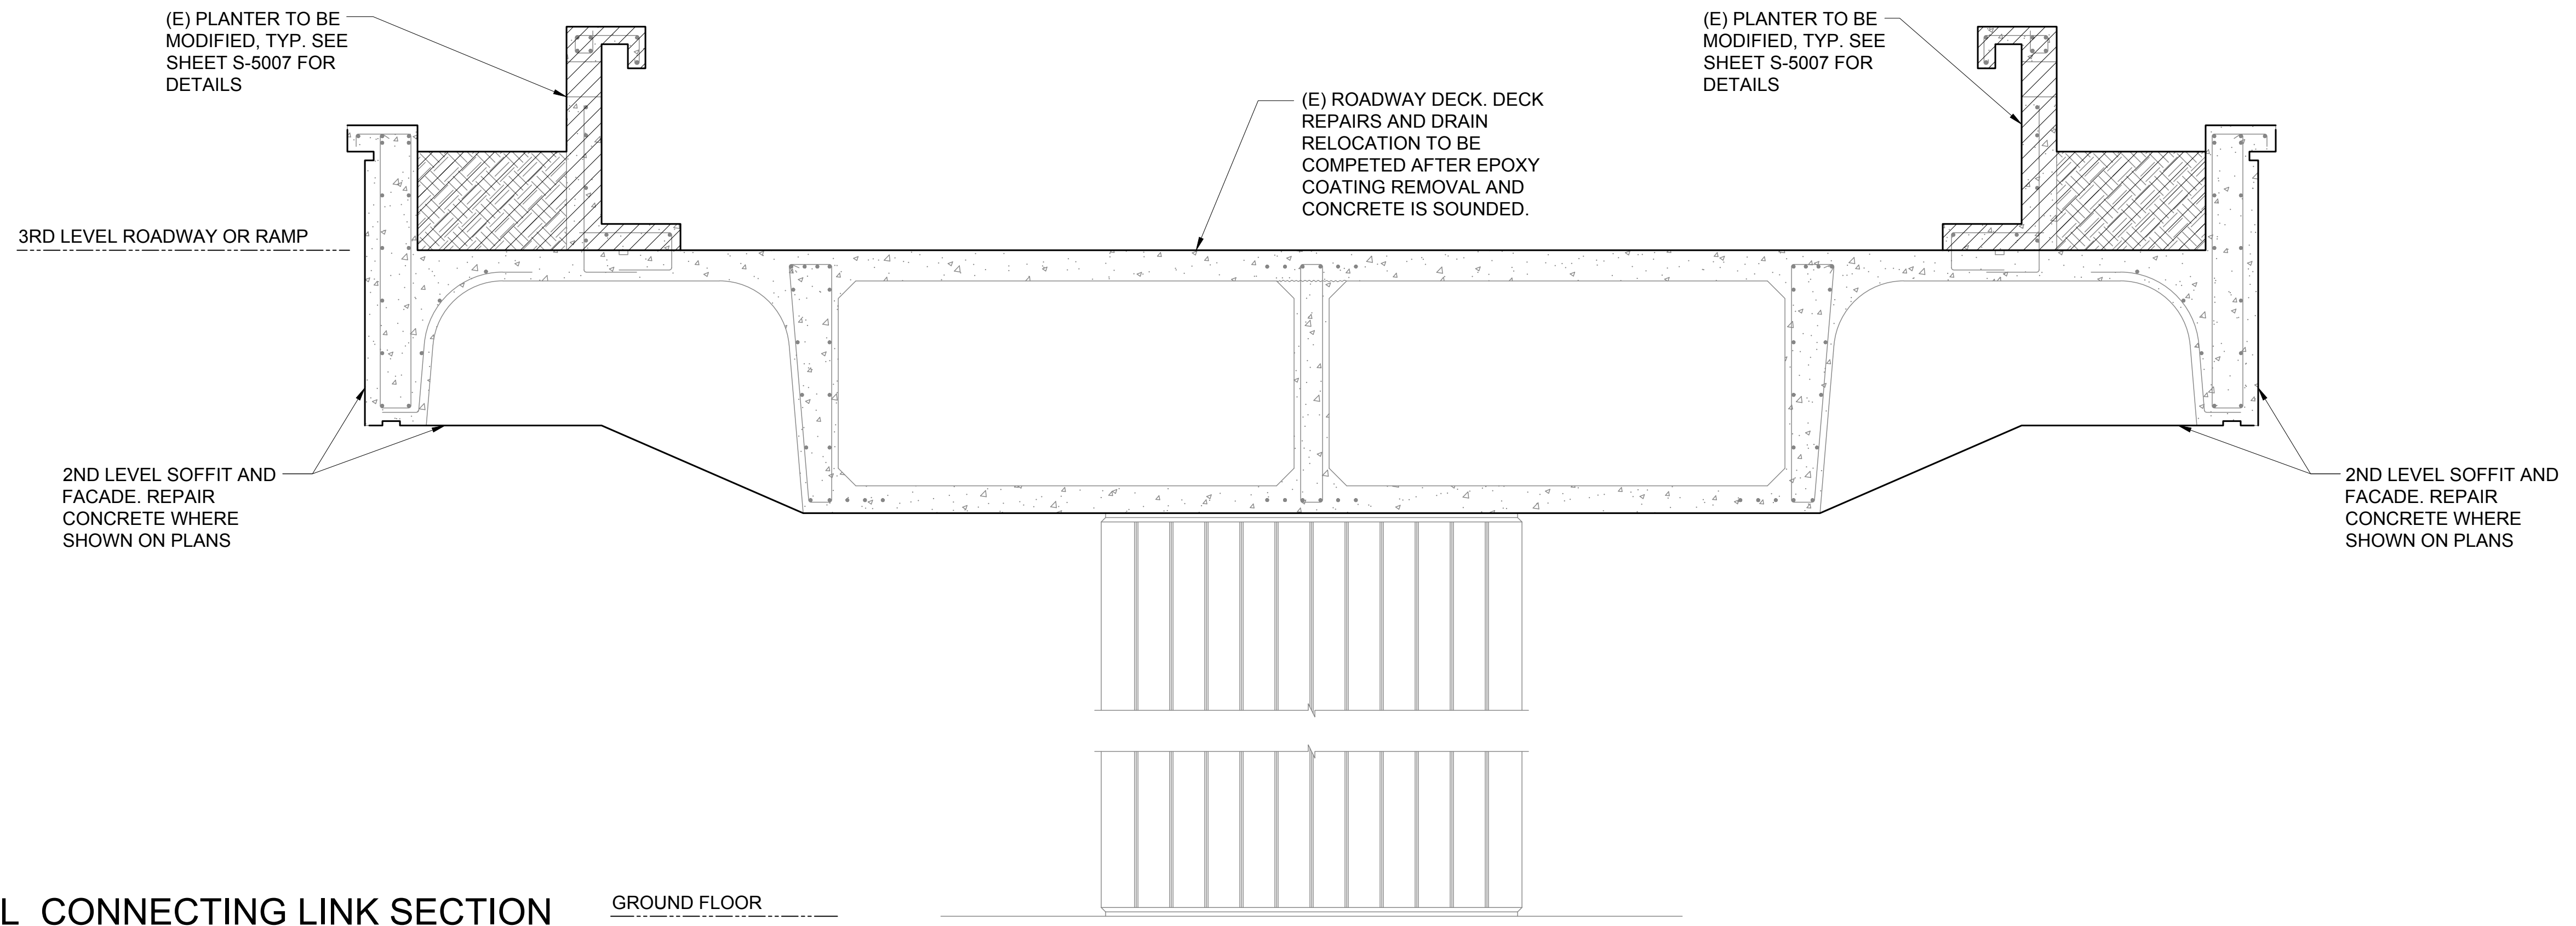 (E) PLANTER TO BE
MODIFIED, TYP. SEE
SHEET S-5007 FOR
DETAILS
(E) ROADWAY DECK. DECK
REPAIRS AND DRAIN
RELOCATION TO BE
COMPETED AFTER EPOXY
COATING REMOVAL AND
CONCRETE IS SOUNDED.
(E) PLANTER TO BE
MODIFIED, TYP. SEE
SHEET S-5007 FOR
DETAILS
3RD LEVEL ROADWAY OR RAMP
2ND LEVEL SOFFIT AND
FACADE. REPAIR
CONCRETE WHERE
SHOWN ON PLANS
2ND LEVEL SOFFIT AND
FACADE. REPAIR
CONCRETE WHERE
SHOWN ON PLANS
L CONNECTING LINK SECTION
GROUND FLOOR